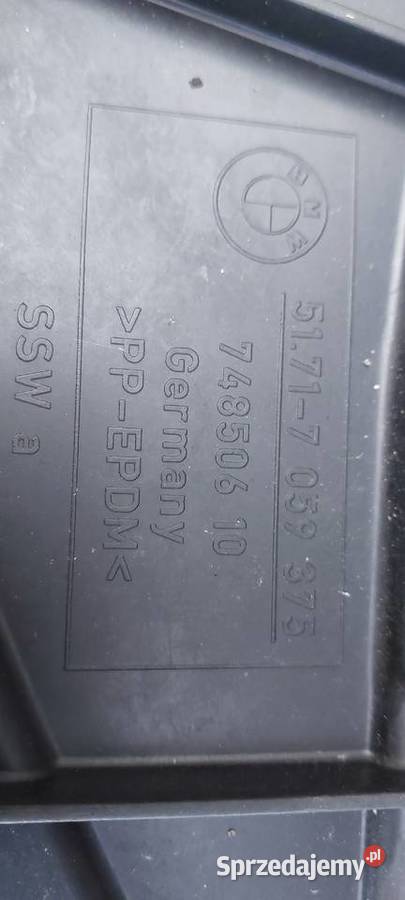 BMW
51.71-7 059 375
748506 10
Germany
>PP-EPDM<
SSW a
Sprzedajemy.pl